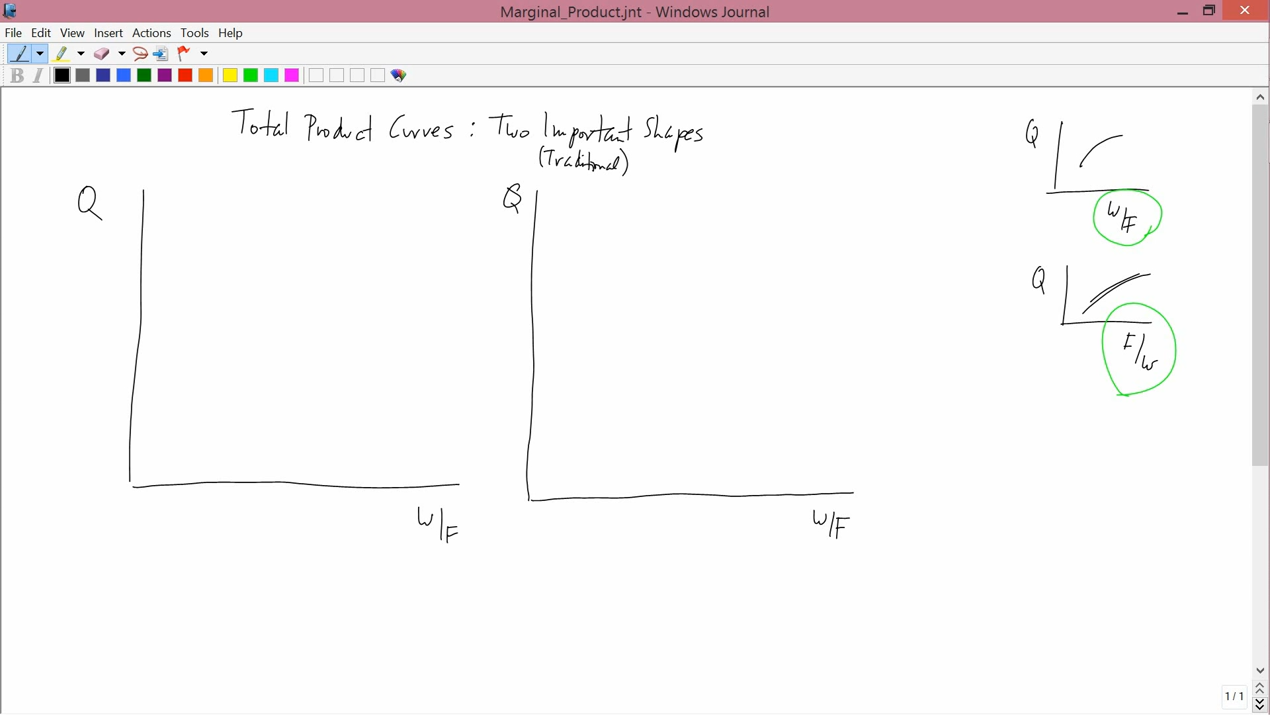 Marginal_Product.jnt - Windows Journal
File Edit View Insert Actions Tools Help
B I
Total Product Curves : Two Important Shapes
(Traditional)
Q
W/F
Q
W/F
Q
W/F
Q
F/W
1 / 1